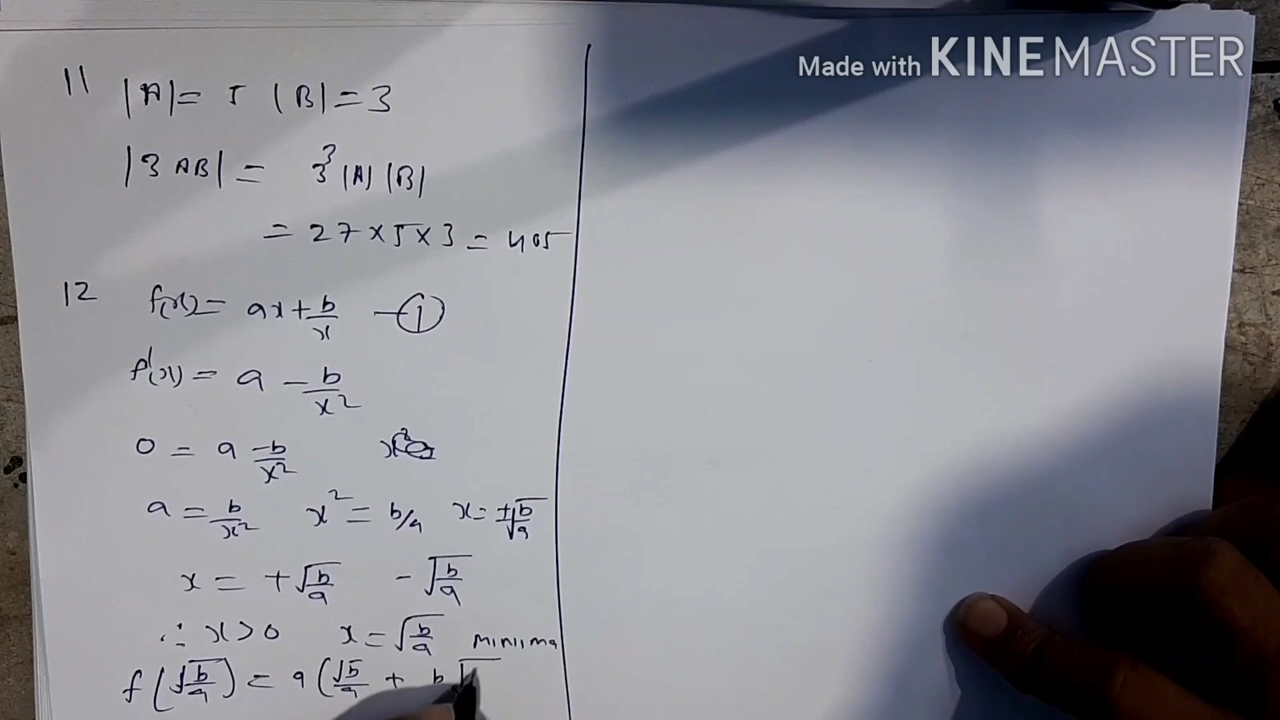 Made with KINEMASTER
11 |A| = 5 |B| = 3
|3 AB| = 3³ |A| |B|
= 27 × 5 × 3 = 405
12 f(x) = ax + b/x — ①
f'(x) = a - b/x²
0 = a - b/x²
a = b/x² x² = b/a x = ±√b/a
x = +√b/a -√b/a
∴ x > 0 x = √b/a minima
f(√b/a) = a(√b/a + b